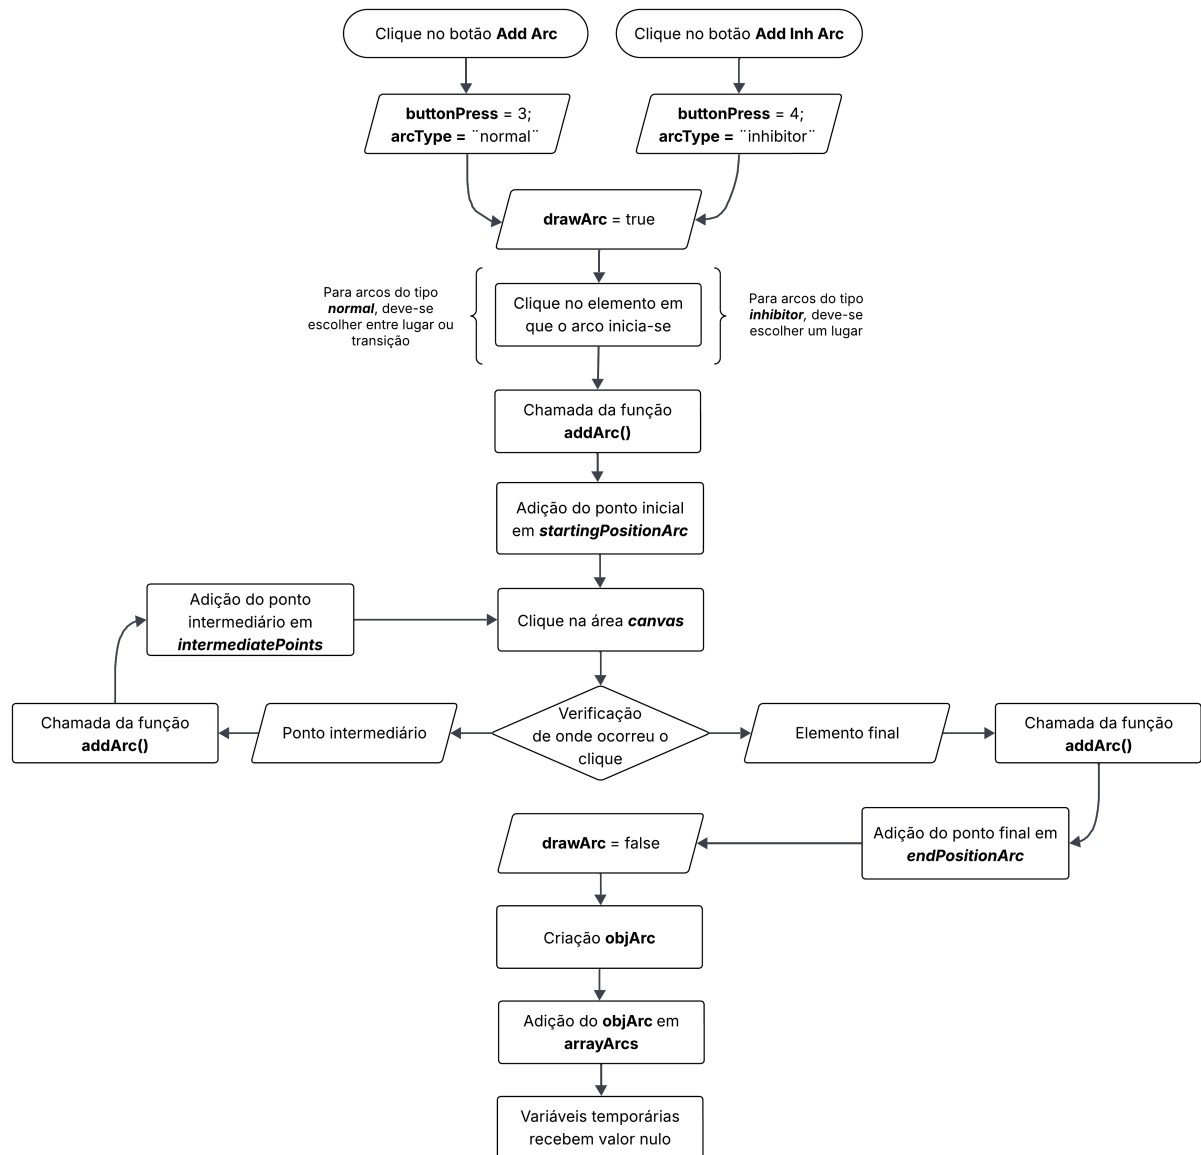 Clique no botão Add Arc
Clique no botão Add Inh Arc
buttonPress = 3;
arcType = ¨normal¨
buttonPress = 4;
arcType = ¨inhibitor¨
drawArc = true
Para arcos do tipo
normal, deve-se
escolher entre lugar ou
transição
Clique no elemento em
que o arco inicia-se
Para arcos do tipo
inhibitor, deve-se
escolher um lugar
Chamada da função
addArc()
Adição do ponto inicial
em startingPositionArc
Adição do ponto
intermediário em
intermediatePoints
Clique na área canvas
Chamada da função
addArc()
Ponto intermediário
Verificação
de onde ocorreu o
clique
Elemento final
Chamada da função
addArc()
drawArc = false
Adição do ponto final em
endPositionArc
Criação objArc
Adição do objArc em
arrayArcs
Variáveis temporárias
recebem valor nulo